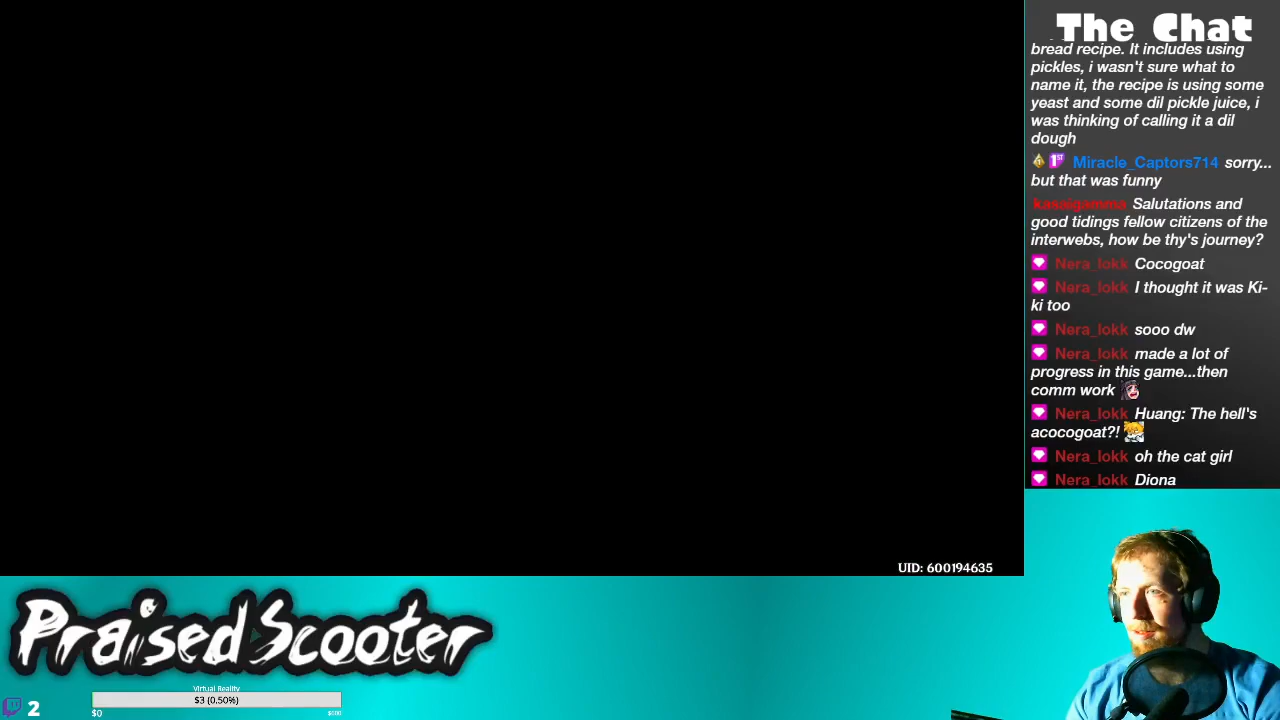 The Chat
bread recipe. It includes using
pickles, i wasn't sure what to
name it, the recipe is using some
yeast and some dil pickle juice, i
was thinking of calling it a dil
dough
1ST Miracle_Captors714 sorry...
but that was funny
kasaigamma Salutations and
good tidings fellow citizens of the
interwebs, how be thy's journey?
Nera_lokk Cocogoat
Nera_lokk I thought it was Ki-
ki too
Nera_lokk sooo dw
Nera_lokk made a lot of
progress in this game...then
comm work
Nera_lokk Huang: The hell's
acocogoat?!
Nera_lokk oh the cat girl
Nera_lokk Diona
UID: 600194635
PraisedScooter
Virtual Reality
$3 (0.50%)
2
$0